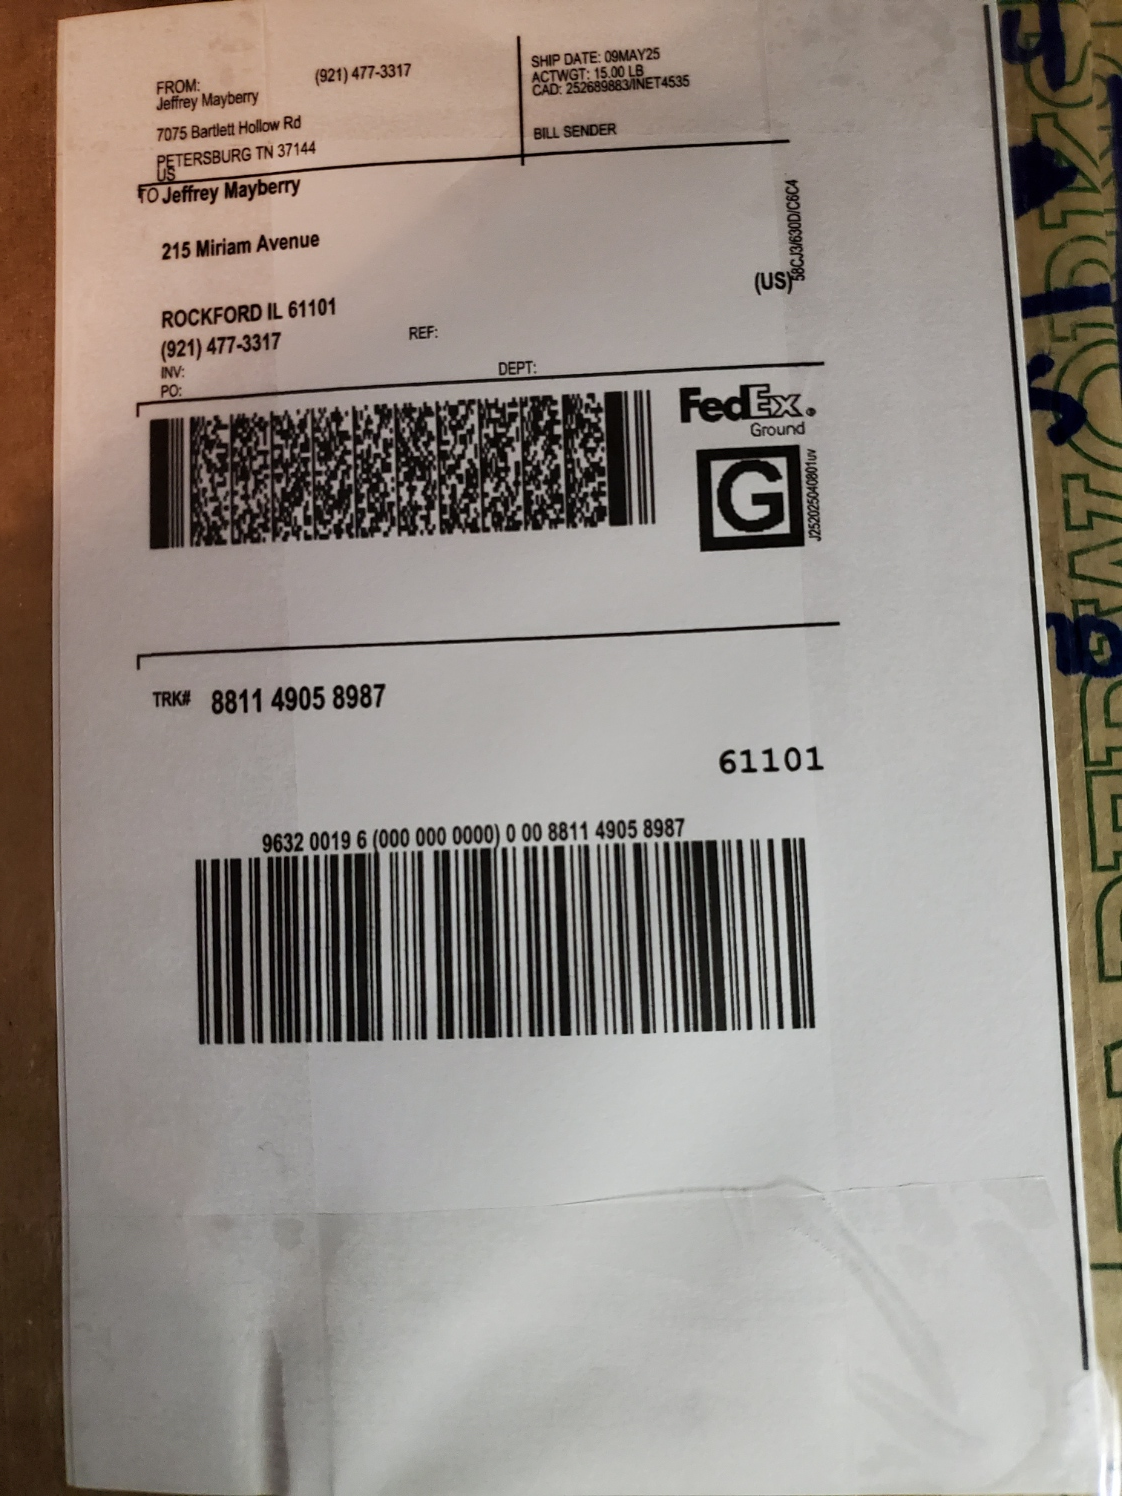 FROM:
(921) 477-3317
Jeffrey Mayberry
7075 Bartlett Hollow Rd
PETERSBURG TN 37144
US
SHIP DATE: 09MAY25
ACTWGT: 15.00 LB
CAD: 252689883/INET4535
BILL SENDER
TO Jeffrey Mayberry
215 Miriam Avenue
ROCKFORD IL 61101
(921) 477-3317
REF:
INV:
PO:
DEPT:
(US)
58CJ3/630D/C6C4
FedEx®
Ground
G
J252025040801uv
TRK# 8811 4905 8987
61101
9632 0019 6 (000 000 0000) 0 00 8811 4905 8987